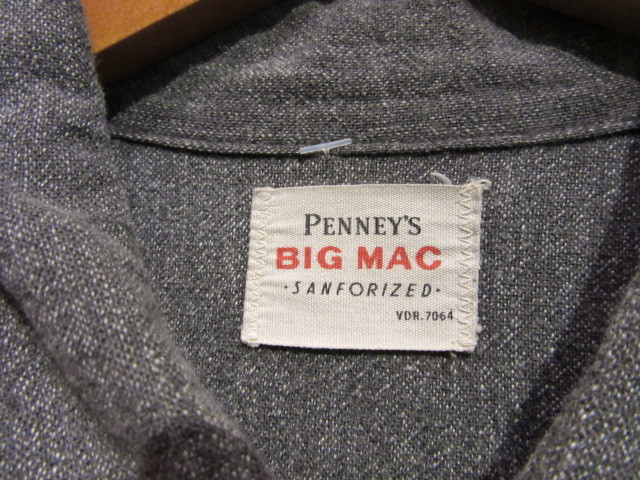 PENNEY'S
BIG MAC
·SANFORIZED·
VDR.7064